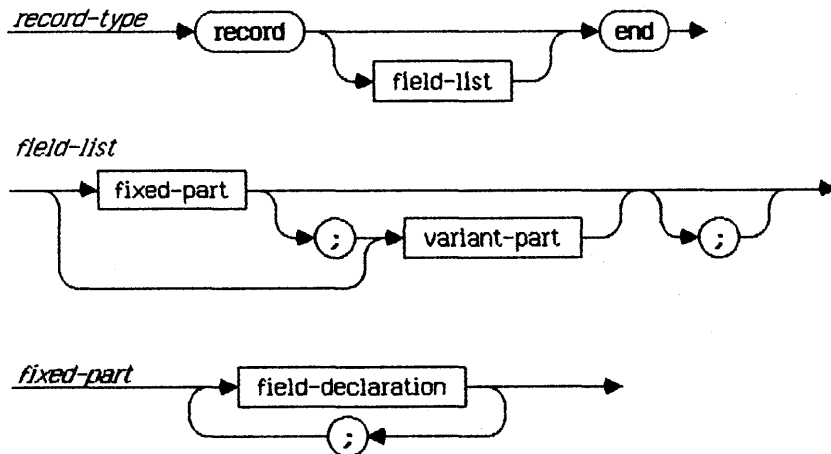 record-type record end
field-list
field-list
fixed-part
; variant-part ;
fixed-part field-declaration
;